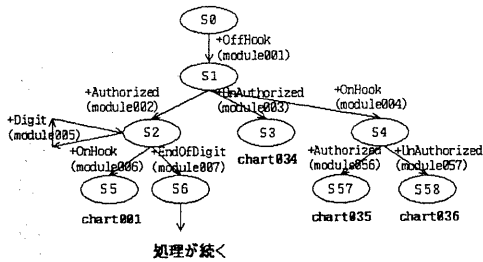 S0
+OffHook
(module001)
S1
+Authorized
(module002)
+UnAuthorized
(module003)
+OnHook
(module004)
+Digit
(module005)
S2
S3
chart034
S4
+OnHook
(module006)
+EndOfDigit
(module007)
+Authorized
(module056)
+UnAuthorized
(module057)
S5
S6
S57
S58
chart001
chart035
chart036
処理が続く